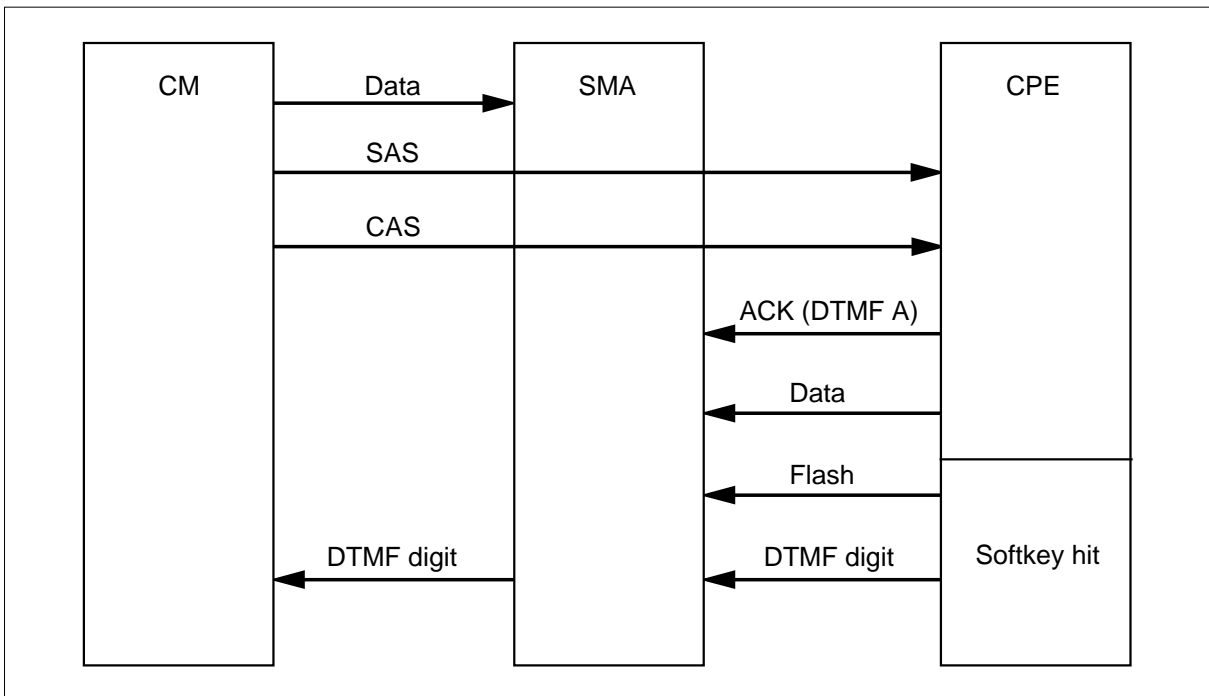 CM
SMA
CPE
Data
SAS
CAS
ACK (DTMF A)
Data
Flash
DTMF digit
DTMF digit
Softkey hit